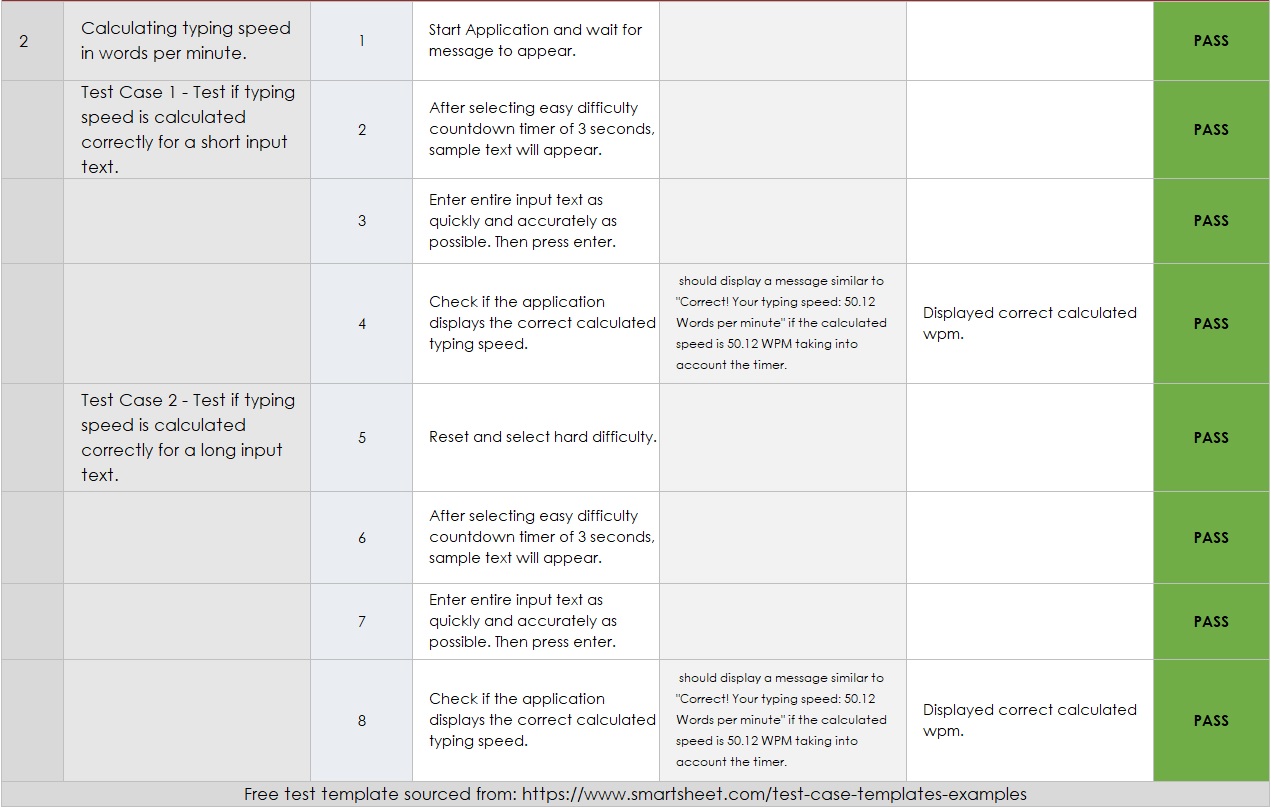 2
Calculating typing speed
in words per minute.
1
Start Application and wait for
message to appear.
PASS
Test Case 1 - Test if typing
speed is calculated
correctly for a short input
text.
2
After selecting easy difficulty
countdown timer of 3 seconds,
sample text will appear.
PASS
3
Enter entire input text as
quickly and accurately as
possible. Then press enter.
PASS
4
Check if the application
displays the correct calculated
typing speed.
should display a message similar to
"Correct! Your typing speed: 50.12
Words per minute" if the calculated
speed is 50.12 WPM taking into
account the timer.
Displayed correct calculated
wpm.
PASS
Test Case 2 - Test if typing
speed is calculated
correctly for a long input
text.
5
Reset and select hard difficulty.
PASS
6
After selecting easy difficulty
countdown timer of 3 seconds,
sample text will appear.
PASS
7
Enter entire input text as
quickly and accurately as
possible. Then press enter.
PASS
8
Check if the application
displays the correct calculated
typing speed.
should display a message similar to
"Correct! Your typing speed: 50.12
Words per minute" if the calculated
speed is 50.12 WPM taking into
account the timer.
Displayed correct calculated
wpm.
PASS
Free test template sourced from: https://www.smartsheet.com/test-case-templates-examples